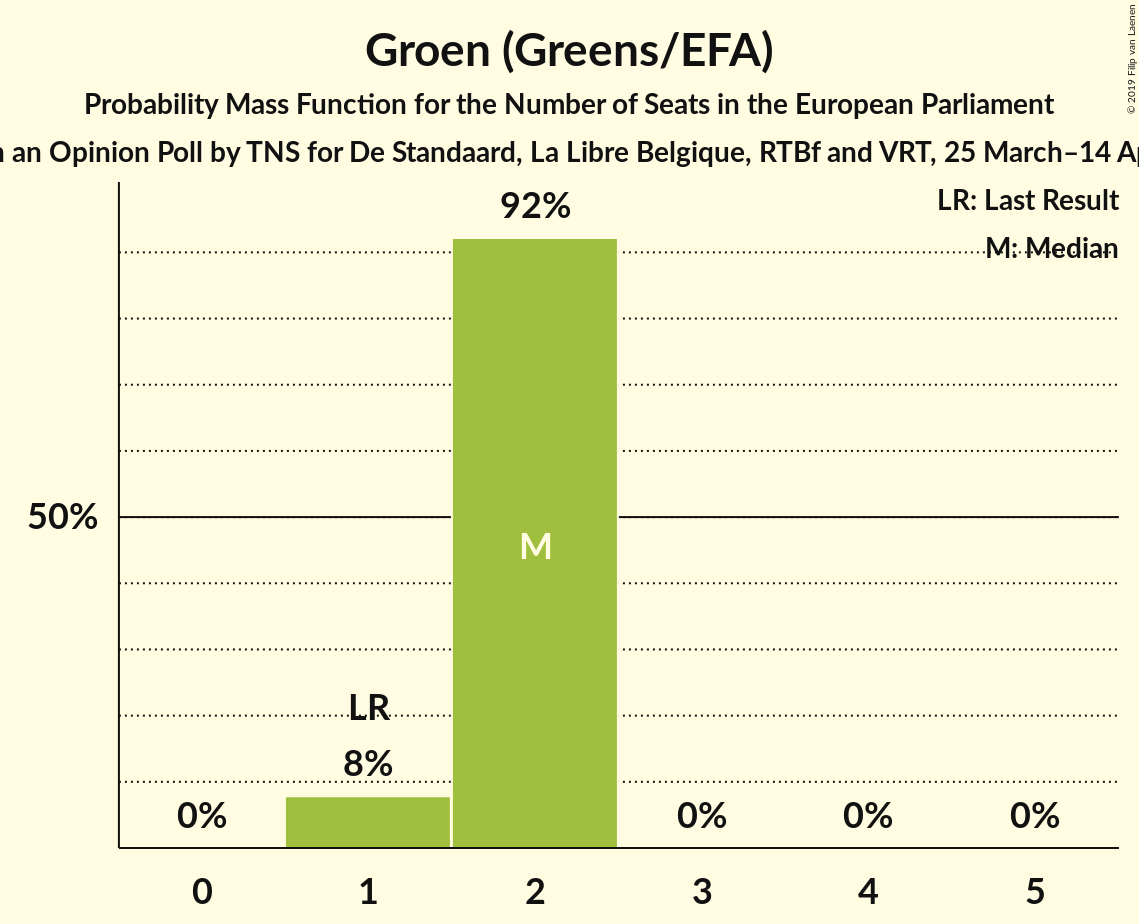 Groen (Greens/EFA)
Probability Mass Function for the Number of Seats in the European Parliament
an Opinion Poll by TNS for De Standaard, La Libre Belgique, RTBf and VRT, 25 March–14
© 2019 Filip van Laenen
LR: Last Result
M: Median
92%
50%
M
LR
8%
0%
0%
0%
0%
0 1 2 3 4 5